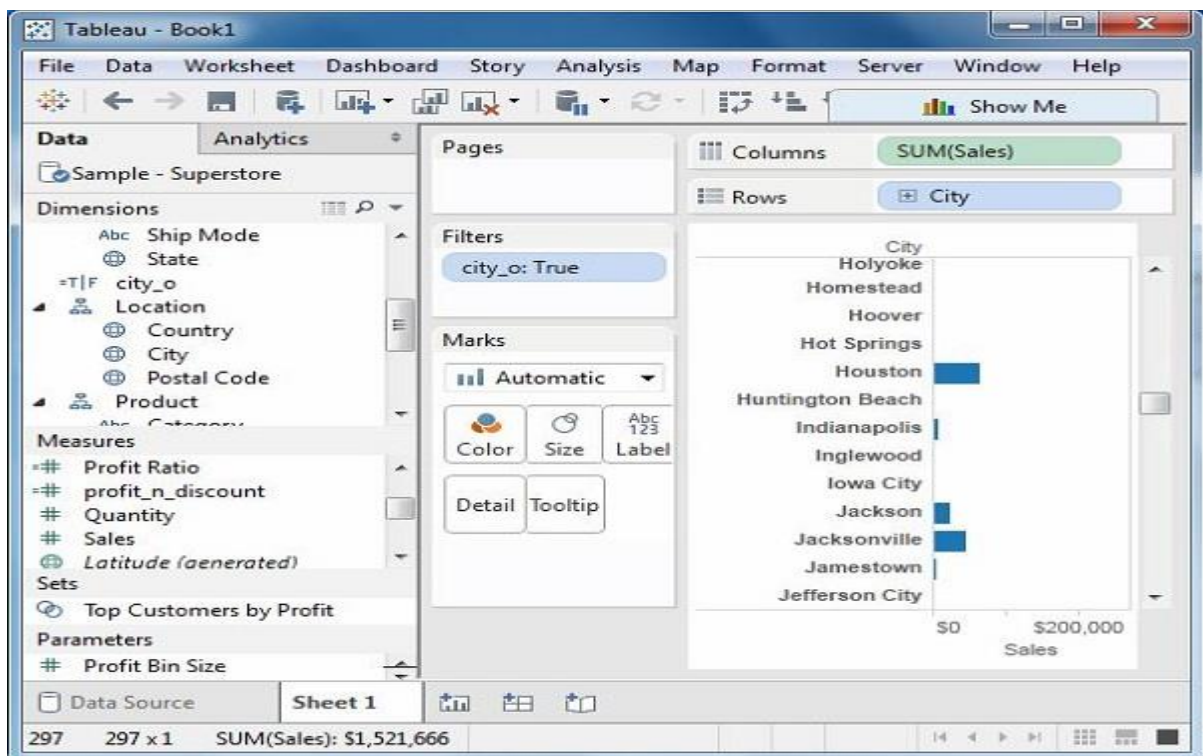 Tableau - Book1
File Data Worksheet Dashboard Story Analysis Map Format Server Window Help
Show Me
Data Analytics
Sample - Superstore
Dimensions
Abc Ship Mode
State
=T|F city_o
Location
Country
City
Postal Code
Product
Abc Category
Measures
=# Profit Ratio
=# profit_n_discount
# Quantity
# Sales
Latitude (generated)
Sets
Top Customers by Profit
Parameters
# Profit Bin Size
Pages
Filters
city_o: True
Marks
Automatic
Color Size Abc 123 Label
Detail Tooltip
Columns SUM(Sales)
Rows City
City
Holyoke
Homestead
Hoover
Hot Springs
Houston
Huntington Beach
Indianapolis
Inglewood
Iowa City
Jackson
Jacksonville
Jamestown
Jefferson City
$0 $200,000
Sales
Data Source Sheet 1
297 297 x 1 SUM(Sales): $1,521,666